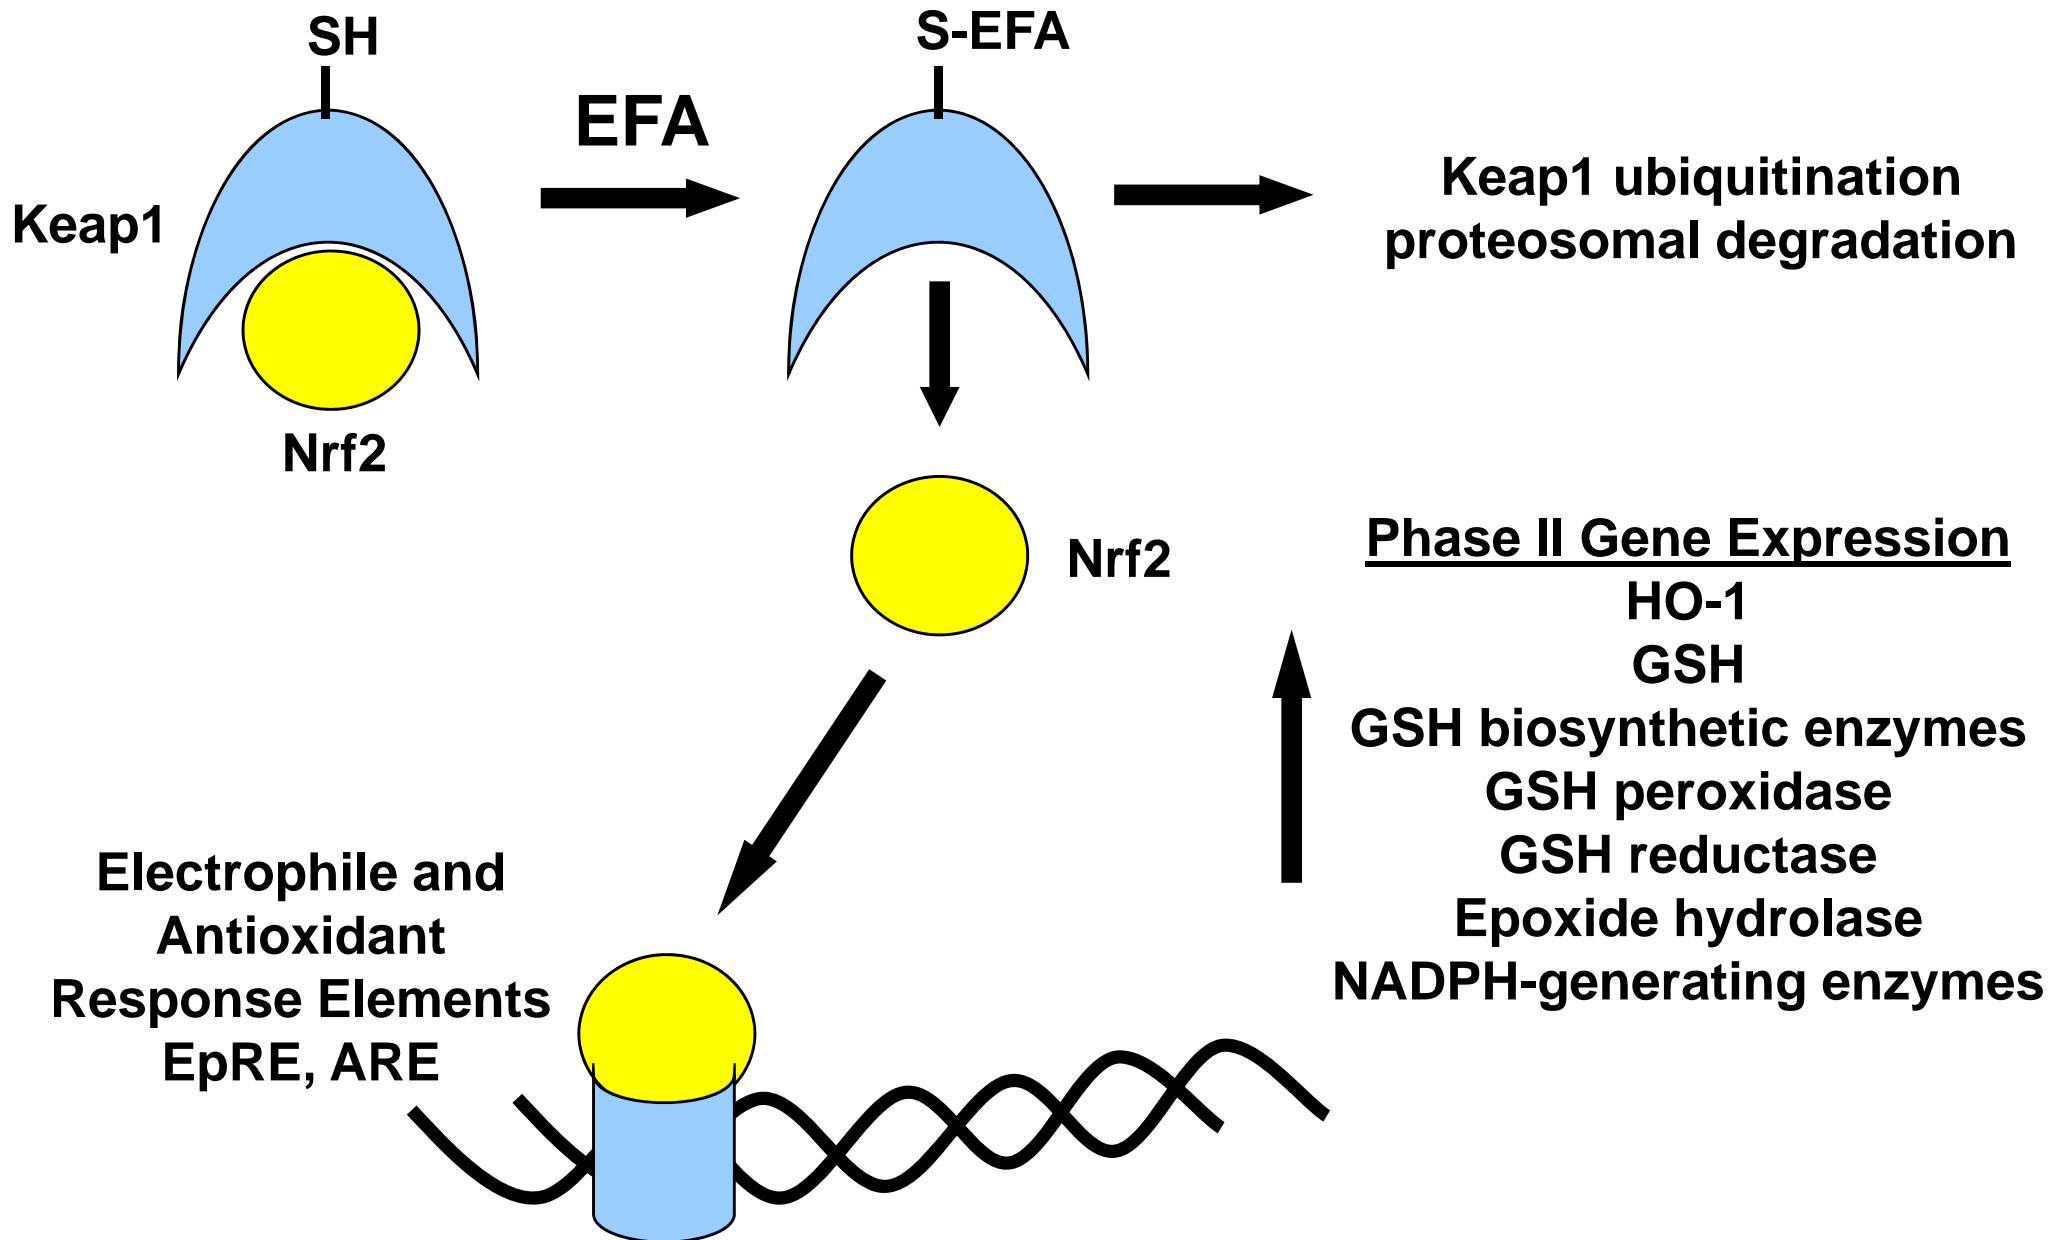 SH
S-EFA
EFA
Keap1
Keap1 ubiquitination
proteosomal degradation
Nrf2
Nrf2
Phase II Gene Expression
HO-1
GSH
GSH biosynthetic enzymes
GSH peroxidase
GSH reductase
Epoxide hydrolase
NADPH-generating enzymes
Electrophile and
Antioxidant
Response Elements
EpRE, ARE